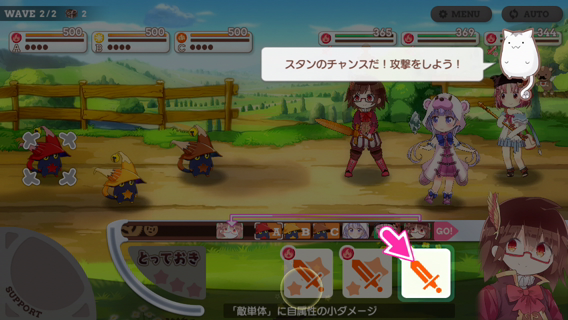 WAVE 2/2 2
MENU
AUTO
500
500
500
365
369
344
A
B
C
スタンのチャンスだ！攻撃をしよう！
A
B
C
GO!
とっておき
SUPPORT
「敵単体」に自属性の小ダメージ